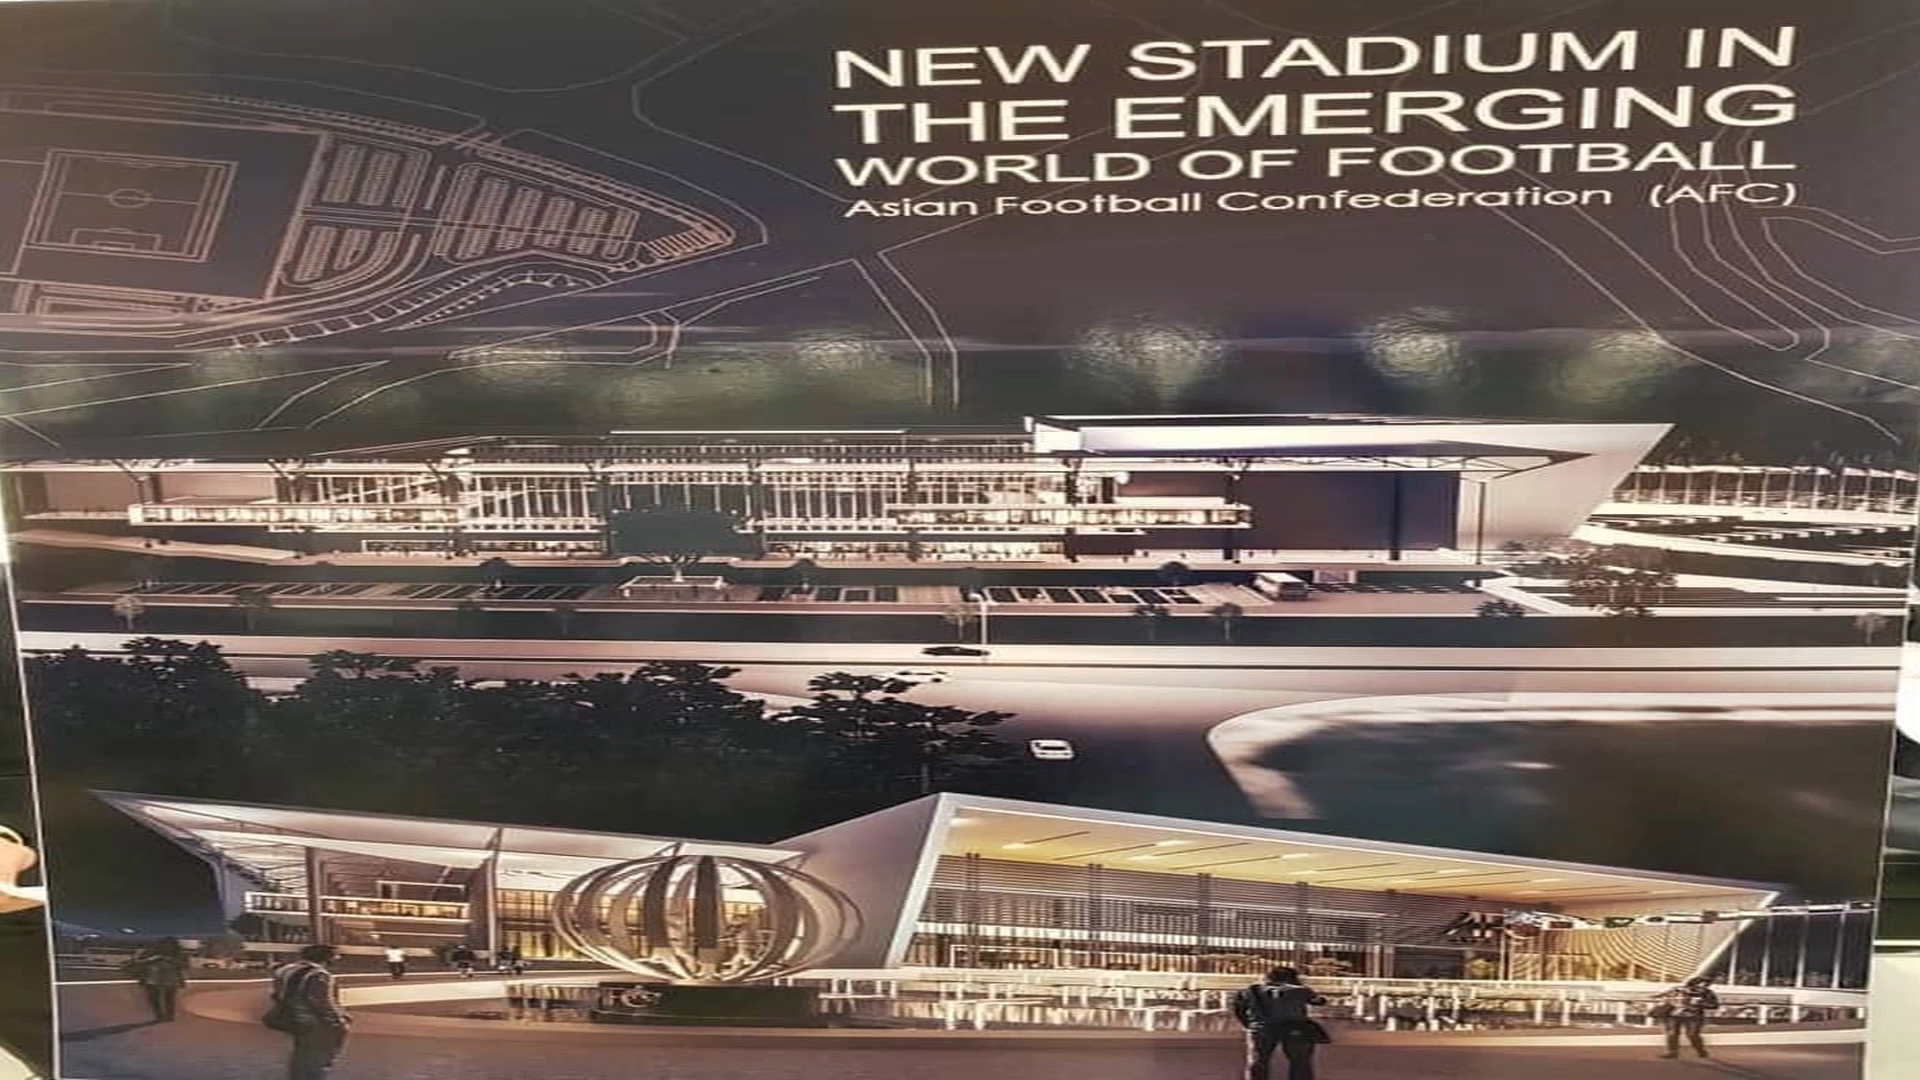 NEW STADIUM IN
THE EMERGING
WORLD OF FOOTBALL
Asian Football Confederation (AFC)